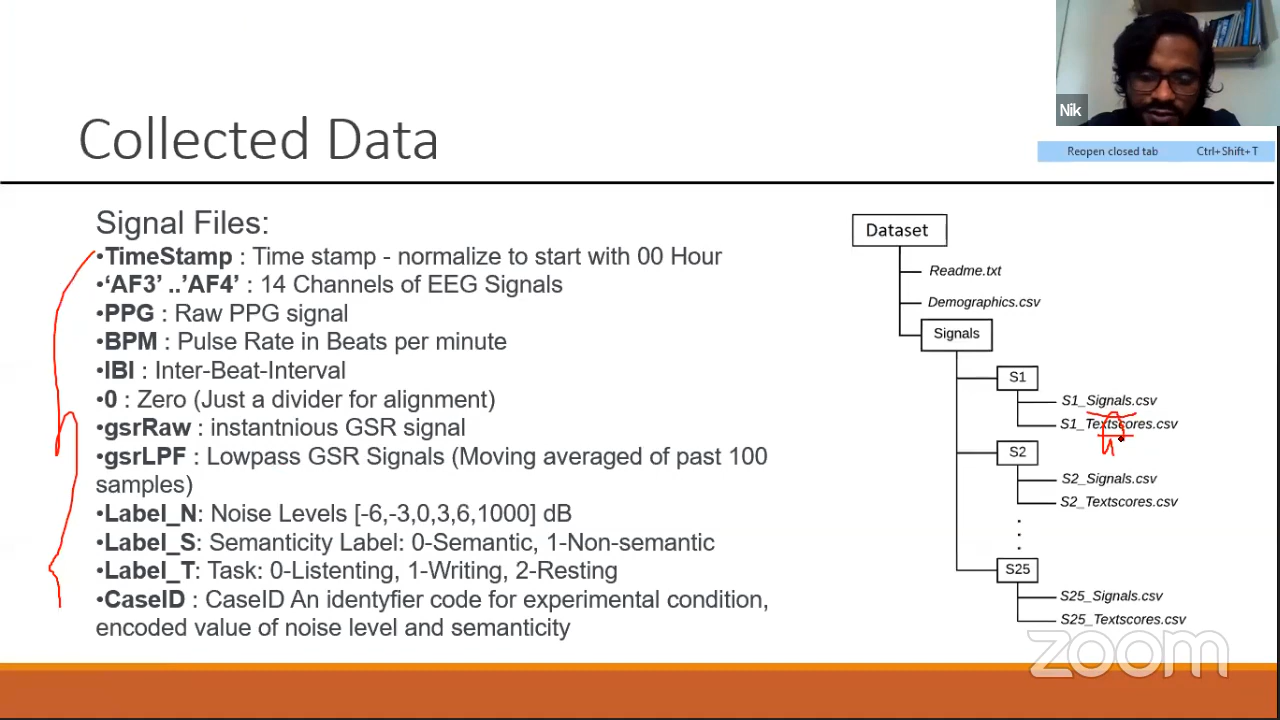 Nik
Reopen closed tab Ctrl+Shift+T
Collected Data
Signal Files:
•TimeStamp : Time stamp - normalize to start with 00 Hour
•‘AF3’ ..’AF4’ : 14 Channels of EEG Signals
•PPG : Raw PPG signal
•BPM : Pulse Rate in Beats per minute
•IBI : Inter-Beat-Interval
•0 : Zero (Just a divider for alignment)
•gsrRaw : instantnious GSR signal
•gsrLPF : Lowpass GSR Signals (Moving averaged of past 100
samples)
•Label_N: Noise Levels [-6,-3,0,3,6,1000] dB
•Label_S: Semanticity Label: 0-Semantic, 1-Non-semantic
•Label_T: Task: 0-Listenting, 1-Writing, 2-Resting
•CaseID : CaseID An identyfier code for experimental condition,
encoded value of noise level and semanticity
Dataset
Readme.txt
Demographics.csv
Signals
S1
S1_Signals.csv
S1_Textscores.csv
S2
S2_Signals.csv
S2_Textscores.csv
S25
S25_Signals.csv
S25_Textscores.csv
zoom